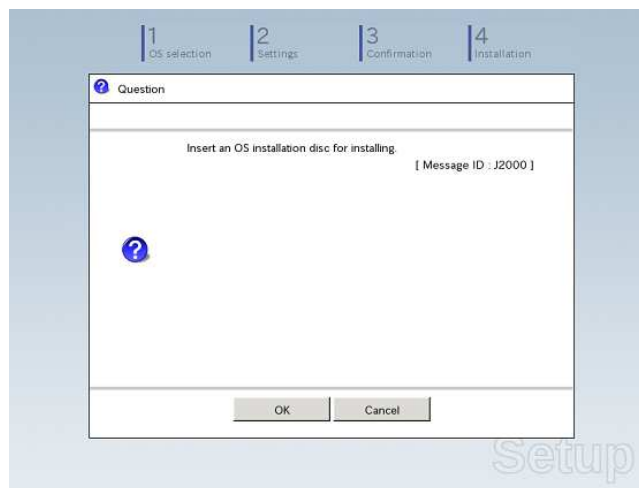 1
OS selection
2
Settings
3
Confirmation
4
Installation
Question
Insert an OS installation disc for installing.
[ Message ID : J2000 ]
OK
Cancel
Setup